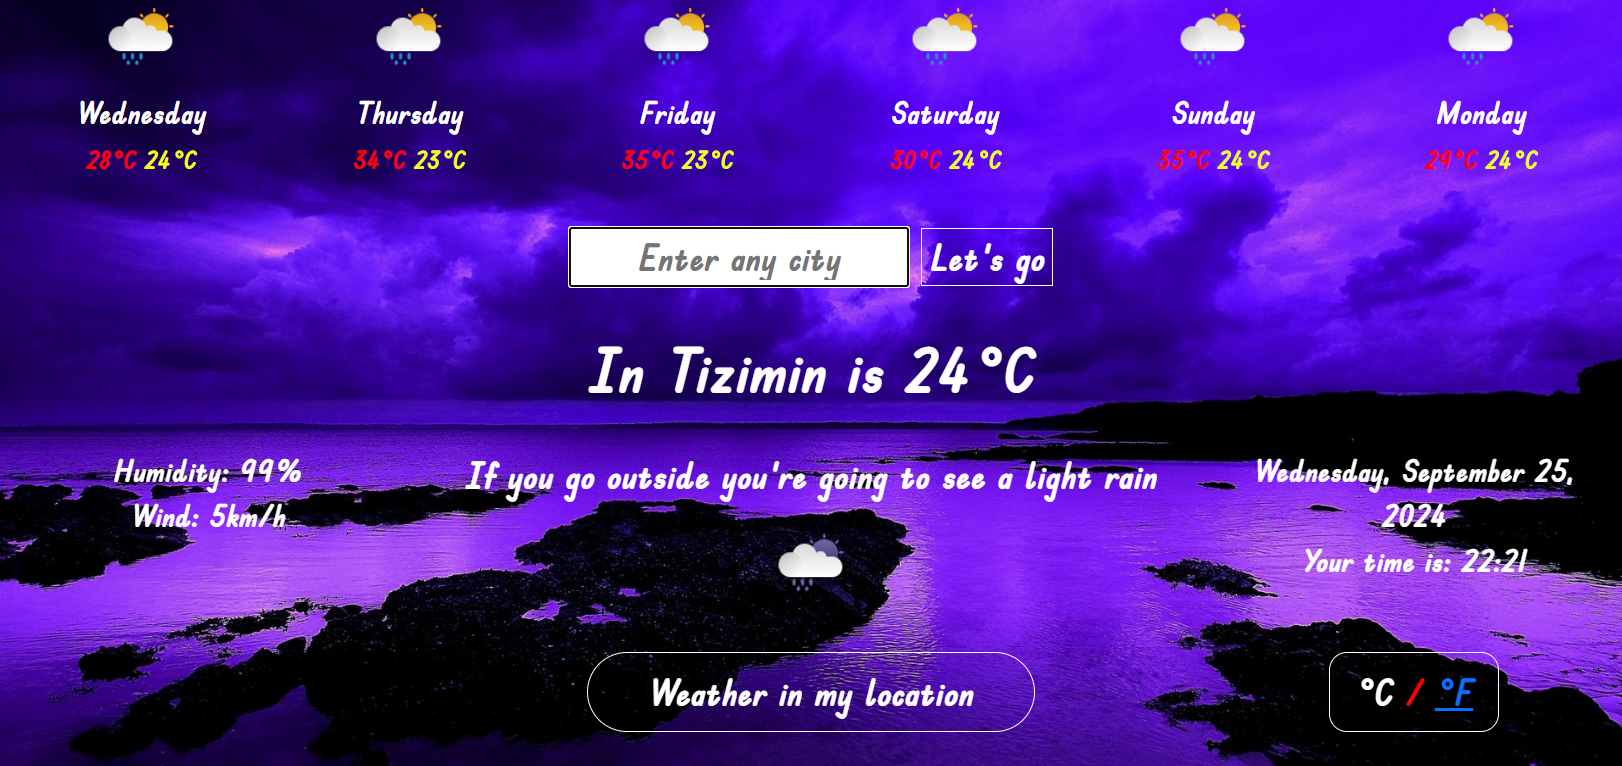 Wednesday
28°C 24°C
Thursday
34°C 23°C
Friday
35°C 23°C
Saturday
30°C 24°C
Sunday
35°C 24°C
Monday
29°C 24°C
Enter any city
Let's go
In Tizimin is 24°C
Humidity: 99%
Wind: 5km/h
If you go outside you're going to see a light rain
Wednesday, September 25,
2024
Your time is: 22:21
Weather in my location
°C / °F